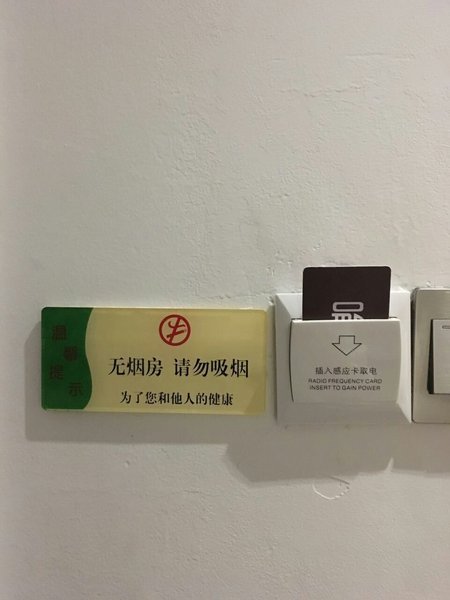 温馨提示
无烟房 请勿吸烟
为了您和他人的健康
插入感应卡取电
RADIO FREQUENCY CARD
INSERT TO GAIN POWER